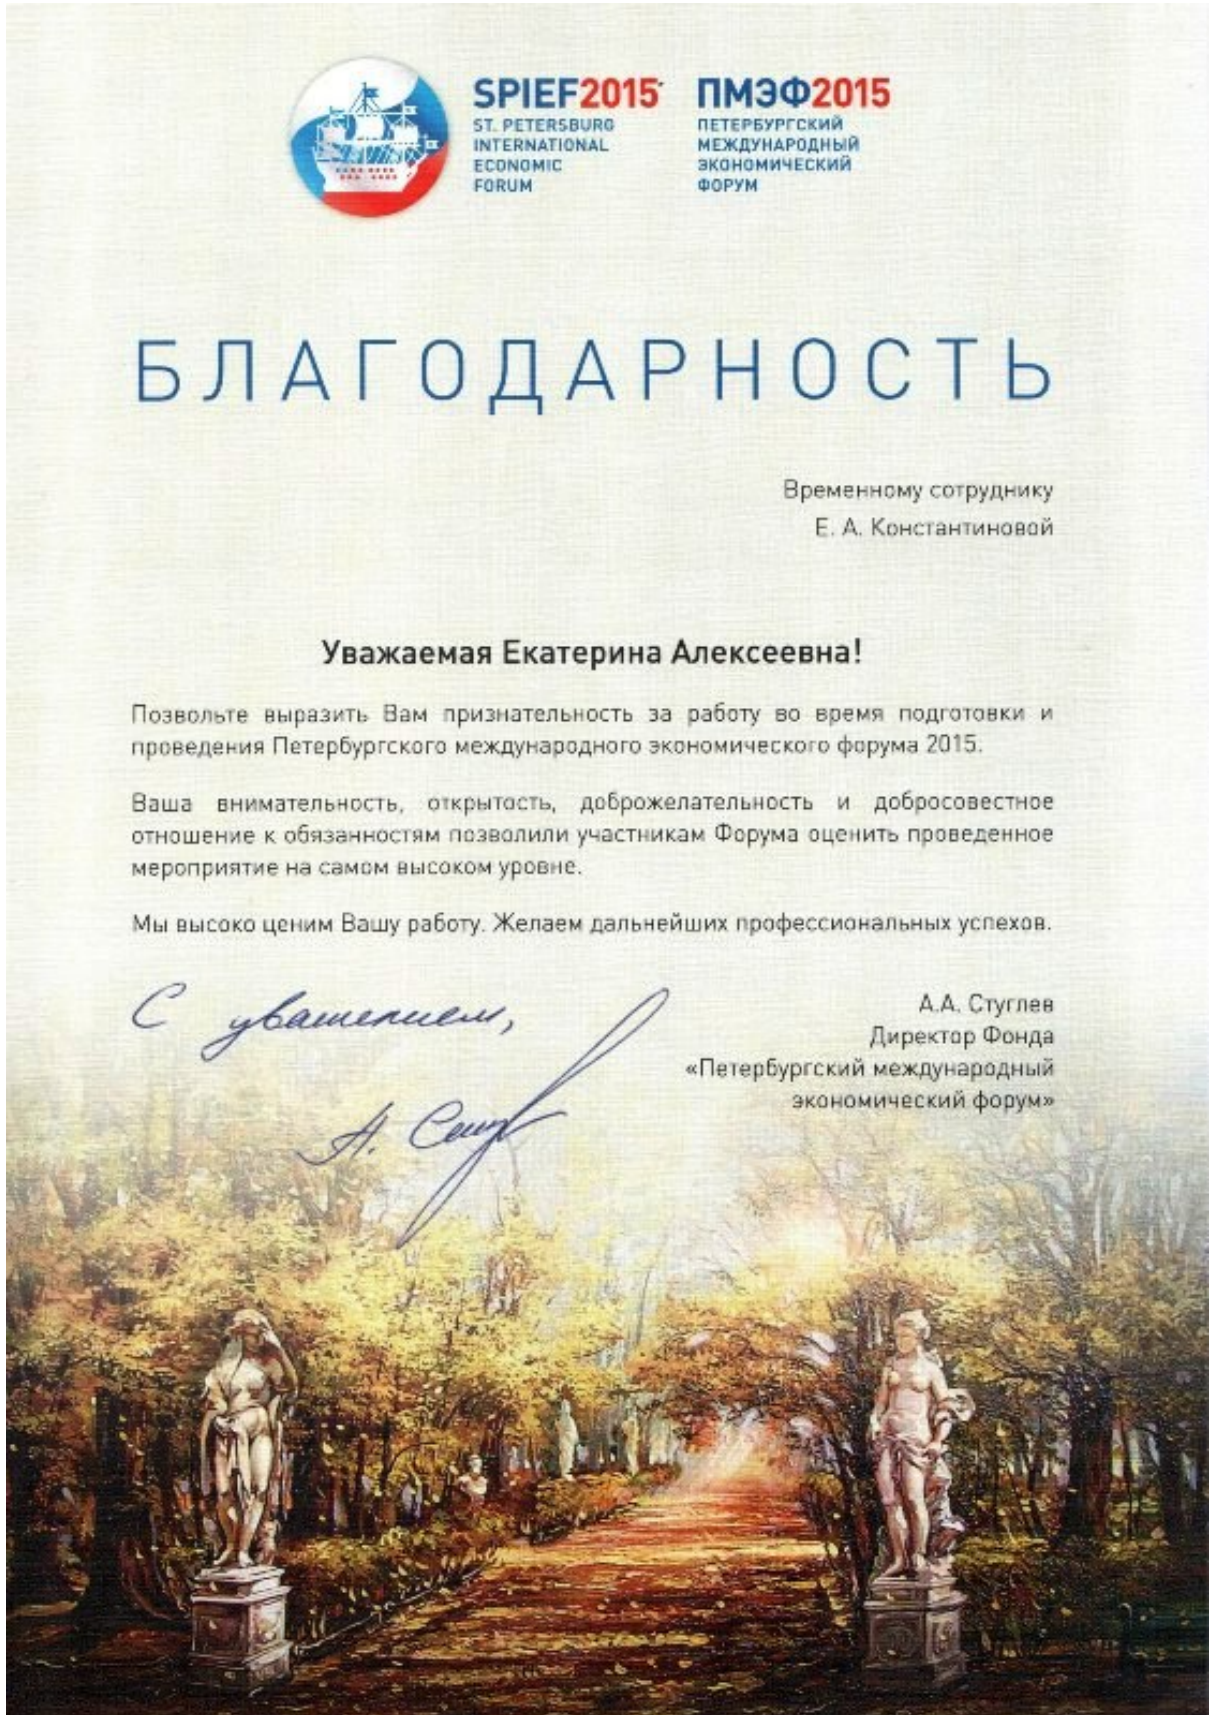 SPIEF2015
ST. PETERSBURG
INTERNATIONAL
ECONOMIC
FORUM
ПМЭФ2015
ПЕТЕРБУРГСКИЙ
МЕЖДУНАРОДНЫЙ
ЭКОНОМИЧЕСКИЙ
ФОРУМ
БЛАГОДАРНОСТЬ
Временному сотруднику
Е. А. Константиновой
Уважаемая Екатерина Алексеевна!
Позвольте выразить Вам признательность за работу во время подготовки и
проведения Петербургского международного экономического форума 2015.
Ваша внимательность, открытость, доброжелательность и добросовестное
отношение к обязанностям позволили участникам Форума оценить проведенное
мероприятие на самом высоком уровне.
Мы высоко ценим Вашу работу. Желаем дальнейших профессиональных успехов.
С уважением,
А.А. Стуглев
Директор Фонда
«Петербургский международный
экономический форум»